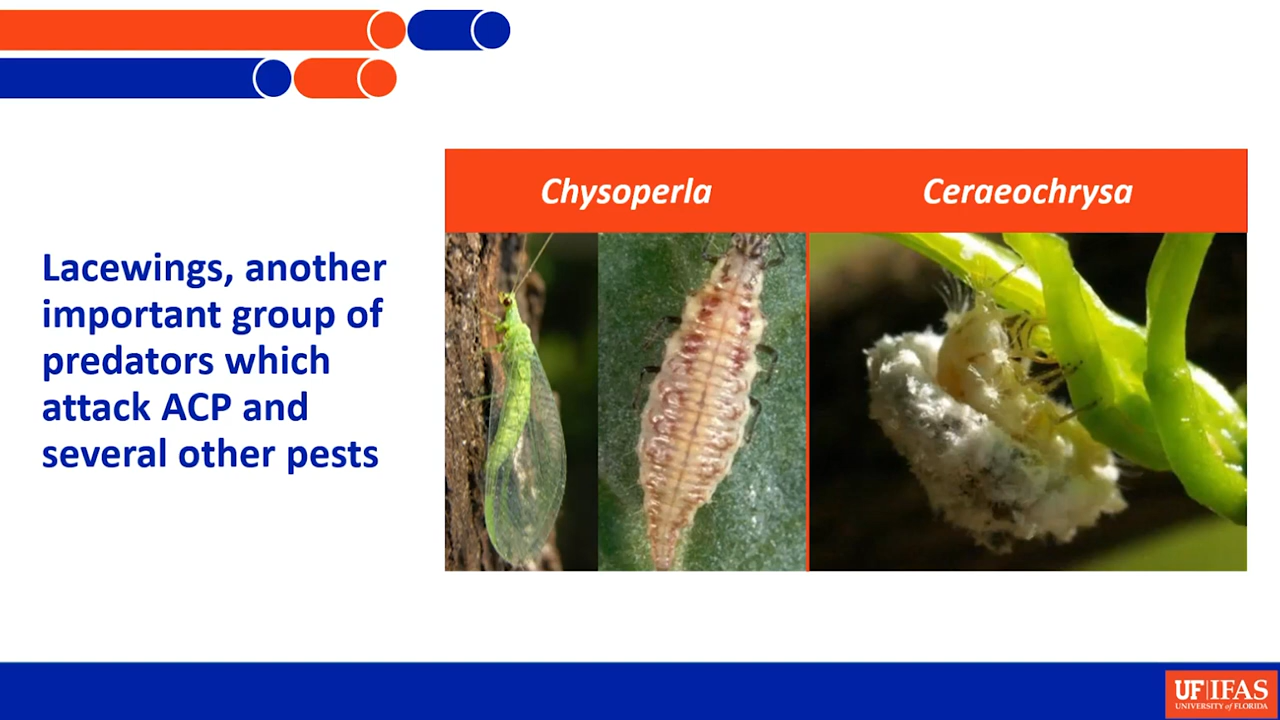 Chysoperla
Ceraeochrysa
Lacewings, another
important group of
predators which
attack ACP and
several other pests
UF|IFAS
UNIVERSITY of FLORIDA